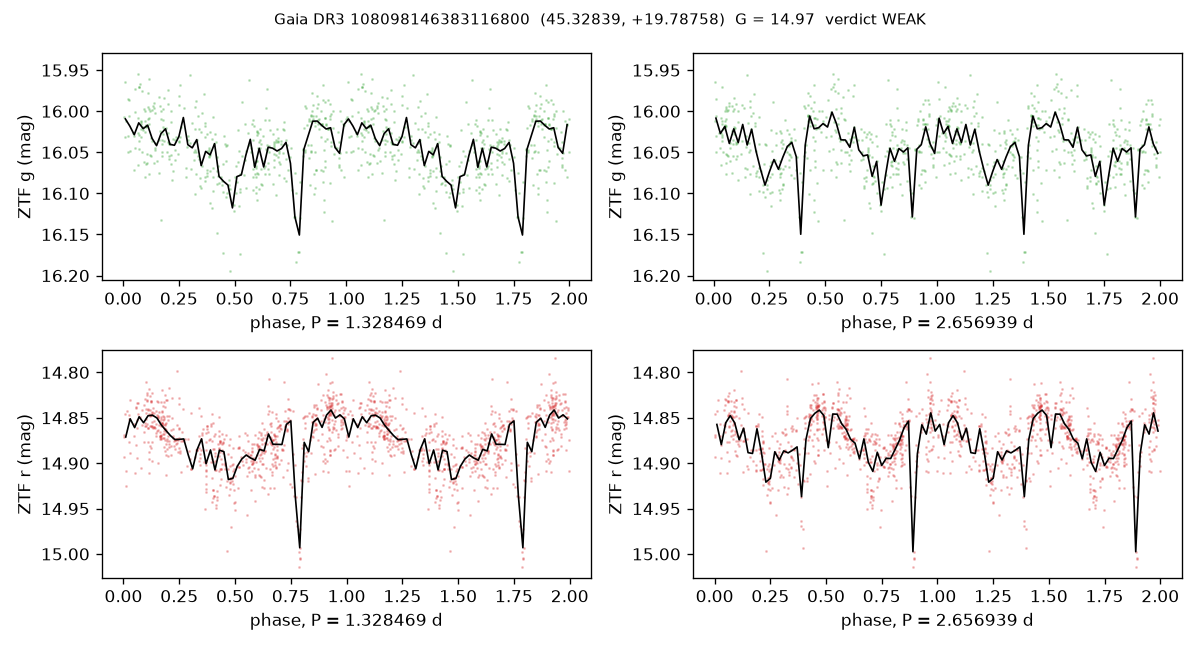 Gaia DR3 108098146383116800  (45.32839, +19.78758)  G = 14.97  verdict WEAK
ZTF g (mag)
15.95
16.00
16.05
16.10
16.15
16.20
0.00 0.25 0.50 0.75 1.00 1.25 1.50 1.75 2.00
phase, P = 1.328469 d
ZTF g (mag)
15.95
16.00
16.05
16.10
16.15
16.20
0.00 0.25 0.50 0.75 1.00 1.25 1.50 1.75 2.00
phase, P = 2.656939 d
ZTF r (mag)
14.80
14.85
14.90
14.95
15.00
0.00 0.25 0.50 0.75 1.00 1.25 1.50 1.75 2.00
phase, P = 1.328469 d
ZTF r (mag)
14.80
14.85
14.90
14.95
15.00
0.00 0.25 0.50 0.75 1.00 1.25 1.50 1.75 2.00
phase, P = 2.656939 d